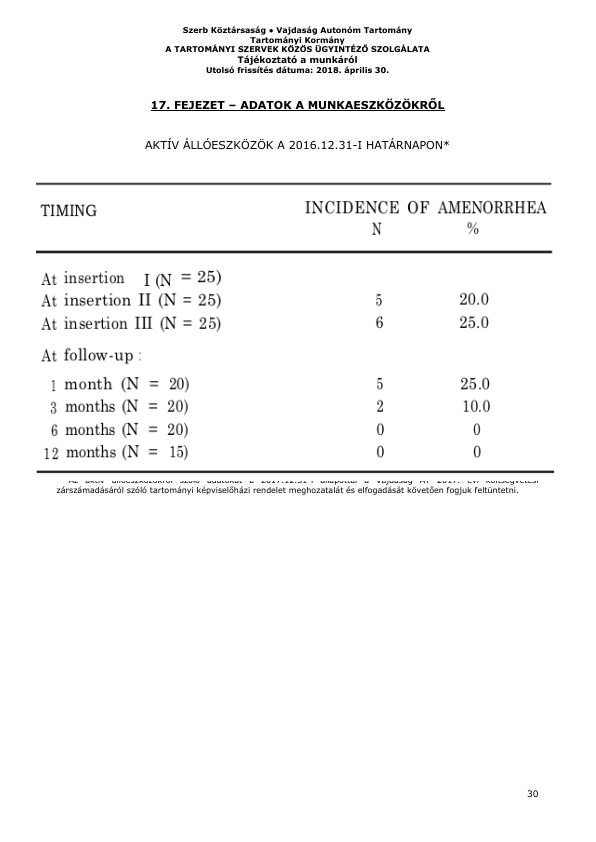 Szerb Köztársaság ● Vajdaság Autonóm Tartomány
Tartományi Kormány
A TARTOMÁNYI SZERVEK KÖZÖS ÜGYINTÉZŐ SZOLGÁLATA
Tájékoztató a munkáról
Utolsó frissítés dátuma: 2018. április 30.
17. FEJEZET – ADATOK A MUNKAESZKÖZÖKRŐL
AKTÍV ÁLLÓESZKÖZÖK A 2016.12.31-I HATÁRNAPON*
TIMING INCIDENCE OF AMENORRHEA
N %
At insertion I (N = 25)
At insertion II (N = 25) 5 20.0
At insertion III (N = 25) 6 25.0
At follow-up :
1 month (N = 20) 5 25.0
3 months (N = 20) 2 10.0
6 months (N = 20) 0 0
12 months (N = 15) 0 0
zárszámadásáról szóló tartományi képviselőházi rendelet meghozatalát és elfogadását követően fogjuk feltüntetni.
30